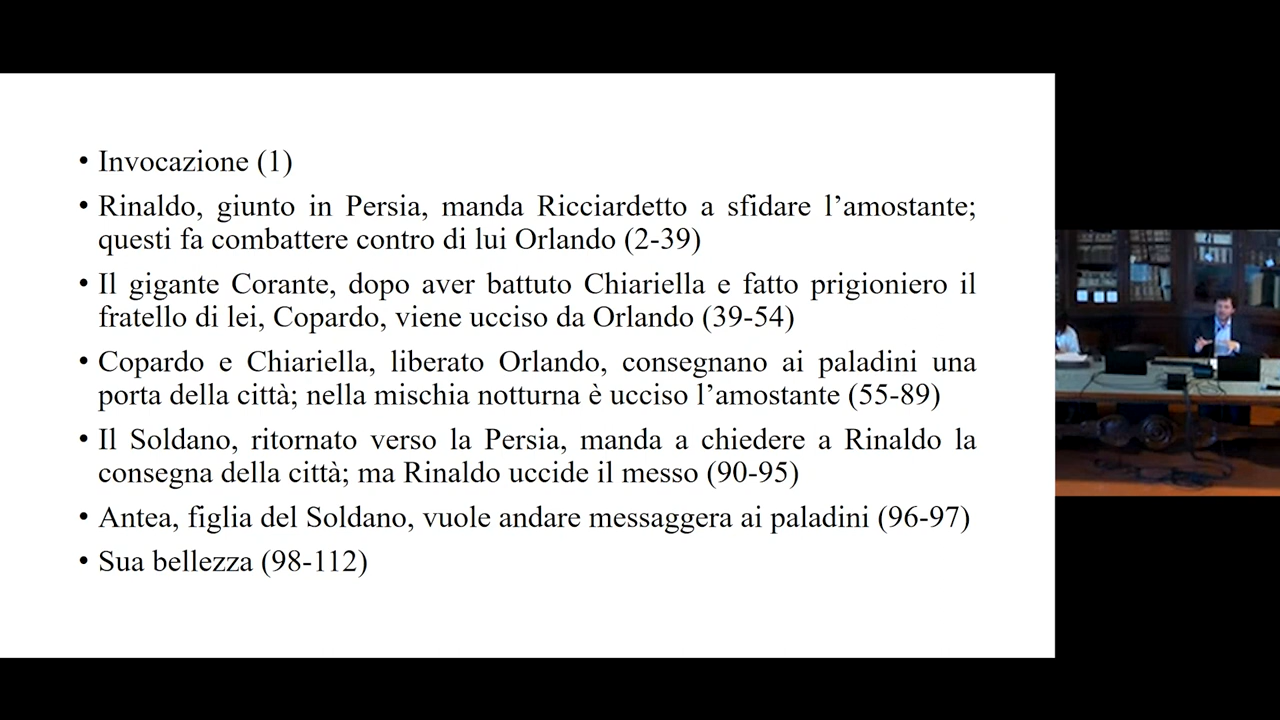 • Invocazione (1)
• Rinaldo, giunto in Persia, manda Ricciardetto a sfidare l’amostante;
questi fa combattere contro di lui Orlando (2-39)
• Il gigante Corante, dopo aver battuto Chiariella e fatto prigioniero il
fratello di lei, Copardo, viene ucciso da Orlando (39-54)
• Copardo e Chiariella, liberato Orlando, consegnano ai paladini una
porta della città; nella mischia notturna è ucciso l’amostante (55-89)
• Il Soldano, ritornato verso la Persia, manda a chiedere a Rinaldo la
consegna della città; ma Rinaldo uccide il messo (90-95)
• Antea, figlia del Soldano, vuole andare messaggera ai paladini (96-97)
• Sua bellezza (98-112)